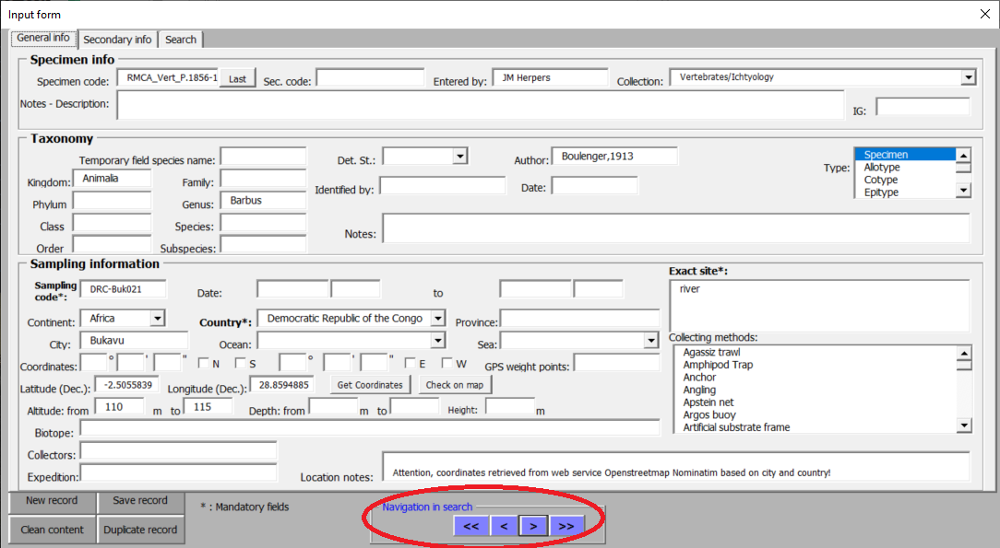 Input form
General info Secondary info Search
Specimen info
Specimen code: RMCA_Vert_P.1856-1 Last Sec. code: Entered by: JM Herpers Collection: Vertebrates/Ichtyology
Notes - Description: IG:
Taxonomy
Temporary field species name: Det. St.: Author: Boulenger,1913 Type: Specimen
Allotype
Cotype
Epitype
Kingdom: Animalia Family: Identified by: Date:
Phylum Genus: Barbus
Class Species: Notes:
Order Subspecies:
Sampling information
Sampling code*: DRC-Buk021 Date: to
Exact site*:
river
Continent: Africa Country*: Democratic Republic of the Congo Province:
City: Bukavu Ocean: Sea:
Collecting methods:
Agassiz trawl
Amphipod Trap
Anchor
Angling
Apstein net
Argos buoy
Artificial substrate frame
Coordinates: ° ' " N S ° ' " E W GPS weight points:
Latitude (Dec.): -2.5055839 Longitude (Dec.): 28.8594885 Get Coordinates Check on map
Altitude: from 110 m to 115 Depth: from m to Height: m
Biotope:
Collectors:
Expedition: Location notes: Attention, coordinates retrieved from web service Openstreetmap Nominatim based on city and country!
New record Save record * : Mandatory fields Navigation in search
Clean content Duplicate record << < > >>